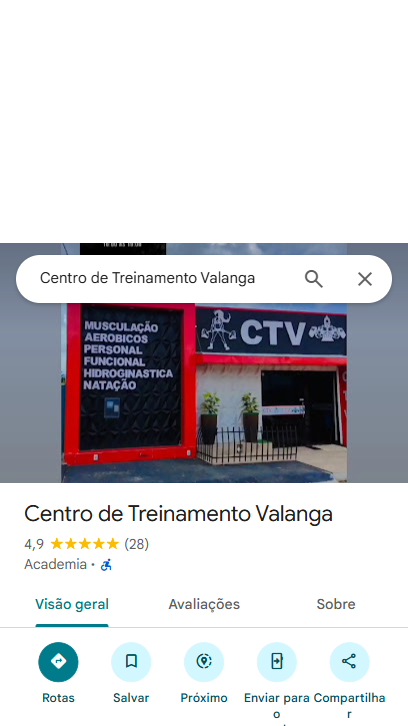 Centro de Treinamento Valanga
MUSCULAÇÃO
AEROBICOS
PERSONAL
FUNCIONAL
HIDROGINASTICA
NATAÇÃO
CTV
Centro de Treinamento Valanga
4,9 (28)
Academia •
Visão geral
Avaliações
Sobre
Rotas
Salvar
Próximo
Enviar para
o
Compartilha
r